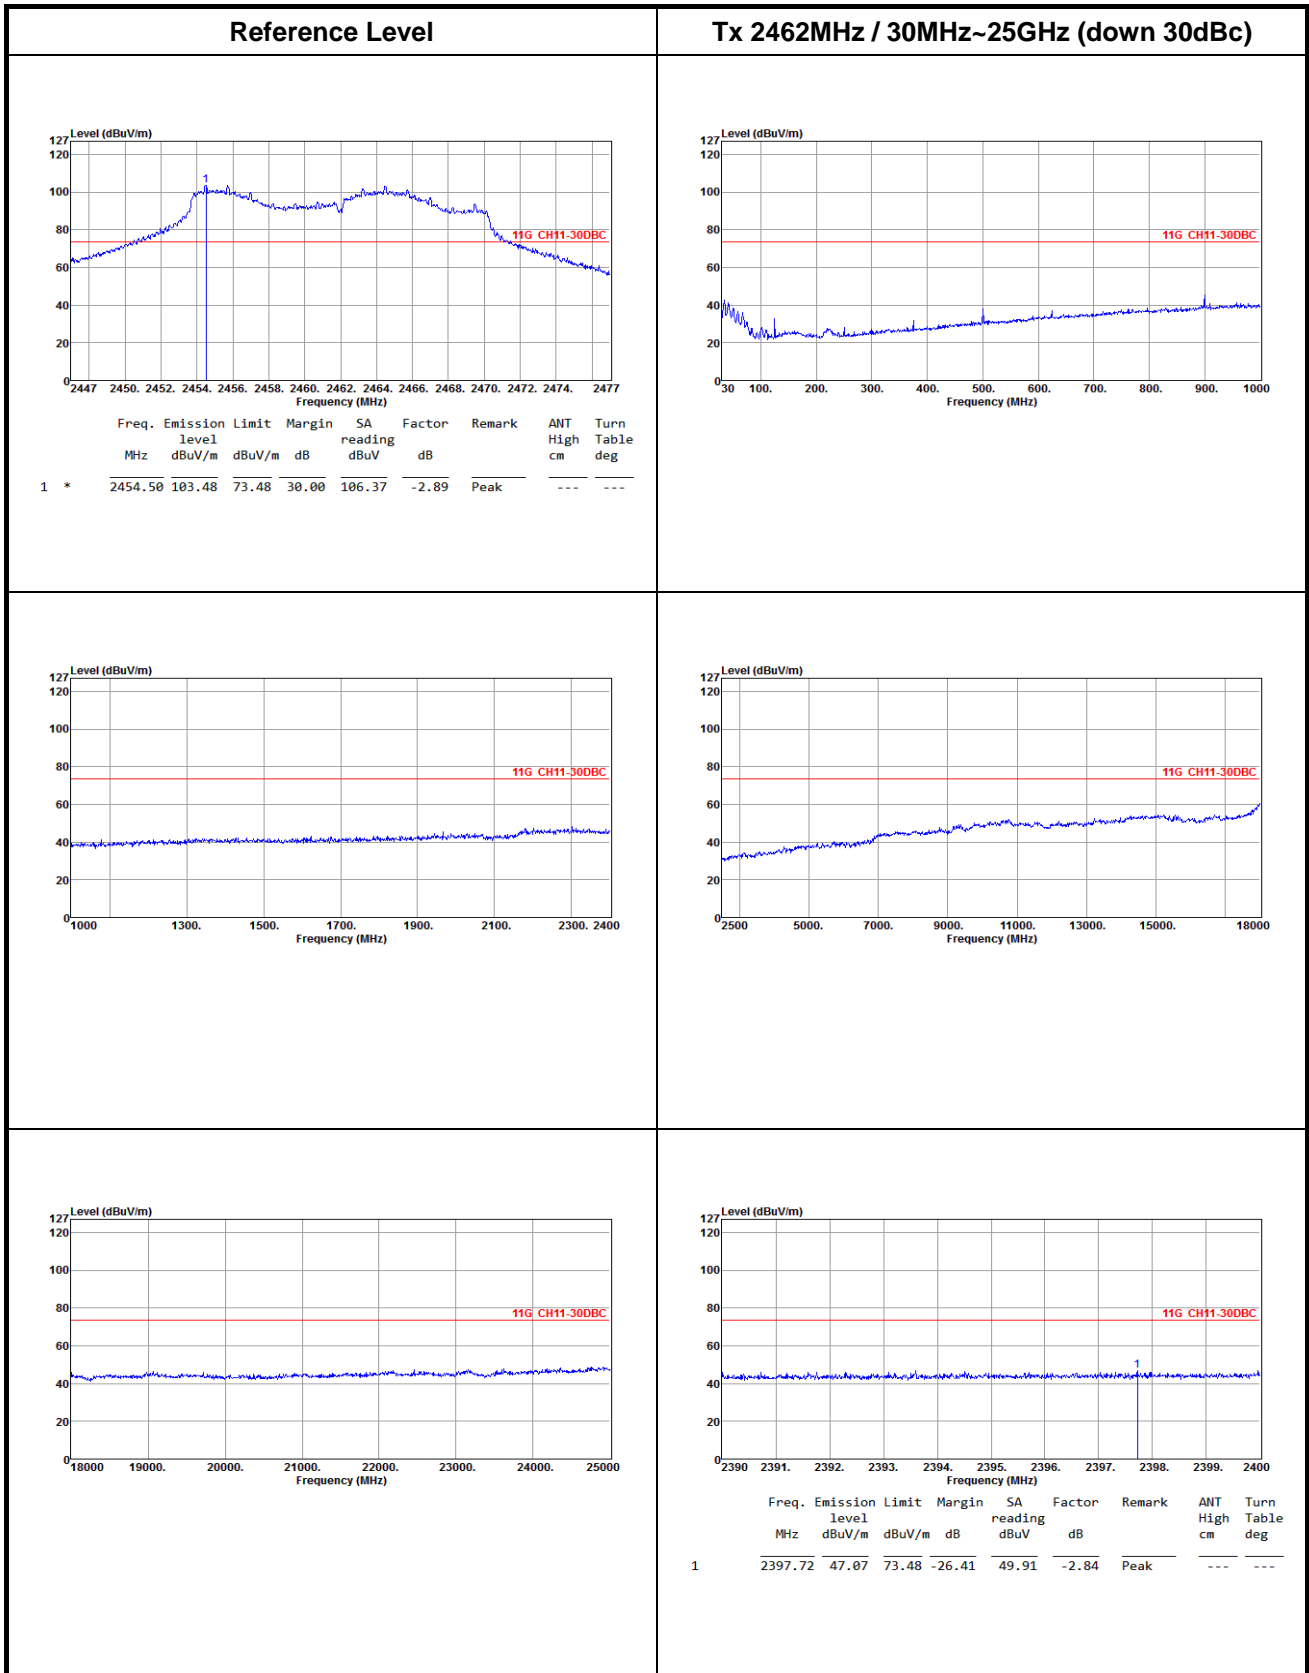 Reference Level
Tx 2462MHz / 30MHz~25GHz (down 30dBc)
Level (dBuV/m)
127
120
100
80
60
40
20
0
1
11G CH11-30DBC
2447 2450. 2452. 2454. 2456. 2458. 2460. 2462. 2464. 2466. 2468. 2470. 2472. 2474. 2477
Frequency (MHz)
Freq. Emission Limit Margin SA Factor Remark ANT Turn
level reading High Table
MHz dBuV/m dBuV/m dB dBuV dB cm deg
1 * 2454.50 103.48 73.48 30.00 106.37 -2.89 Peak --- ---
Level (dBuV/m)
127
120
100
80
60
40
20
0
11G CH11-30DBC
30 100. 200. 300. 400. 500. 600. 700. 800. 900. 1000
Frequency (MHz)
Level (dBuV/m)
127
120
100
80
60
40
20
0
11G CH11-30DBC
1000 1300. 1500. 1700. 1900. 2100. 2300. 2400
Frequency (MHz)
Level (dBuV/m)
127
120
100
80
60
40
20
0
11G CH11-30DBC
2500 5000. 7000. 9000. 11000. 13000. 15000. 18000
Frequency (MHz)
Level (dBuV/m)
127
120
100
80
60
40
20
0
11G CH11-30DBC
18000 19000. 20000. 21000. 22000. 23000. 24000. 25000
Frequency (MHz)
Level (dBuV/m)
127
120
100
80
60
40
20
0
11G CH11-30DBC
1
2390 2391. 2392. 2393. 2394. 2395. 2396. 2397. 2398. 2399. 2400
Frequency (MHz)
Freq. Emission Limit Margin SA Factor Remark ANT Turn
level reading High Table
MHz dBuV/m dBuV/m dB dBuV dB cm deg
1 2397.72 47.07 73.48 -26.41 49.91 -2.84 Peak --- ---